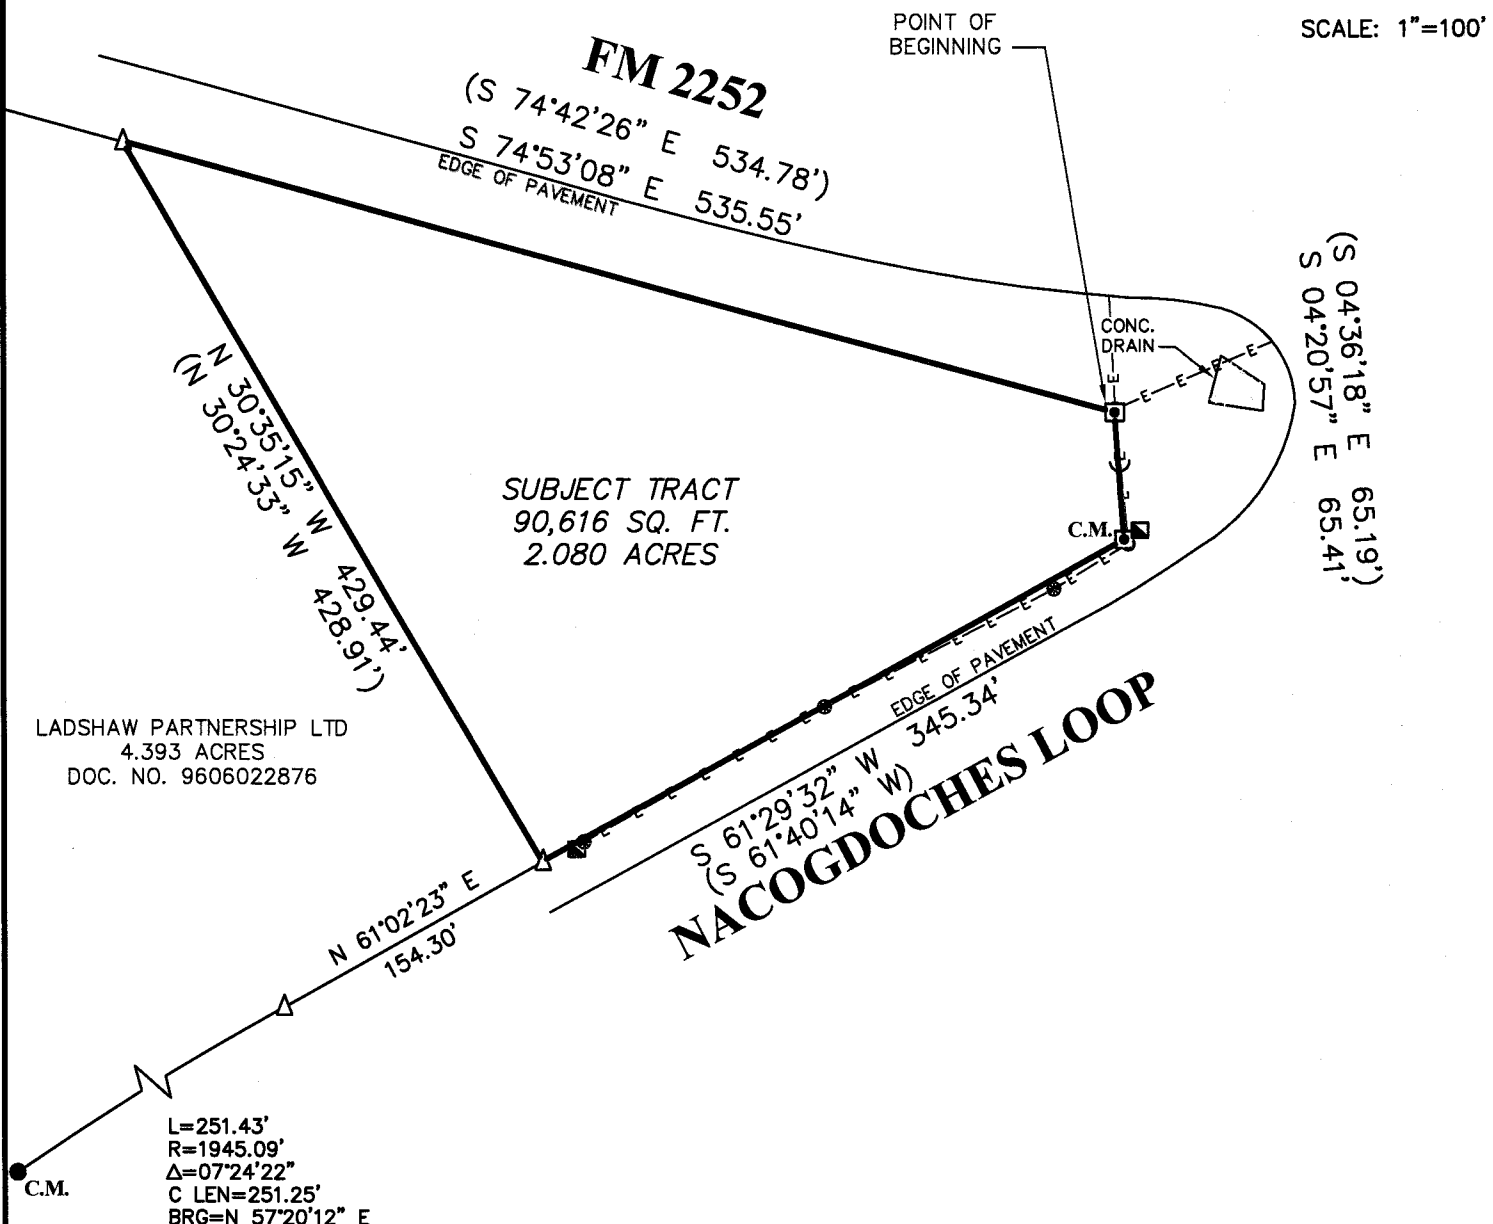 POINT OF
BEGINNING
SCALE: 1"=100'
FM 2252
(S 74°42'26" E 534.78')
S 74°53'08" E 535.55'
EDGE OF PAVEMENT
(S 04°36'18" E 65.19')
S 04°20'57" E 65.41'
CONC.
DRAIN
E
E
E
E
E
E
N 30°35'15" W 429.44'
(N 30°24'33" W 428.91')
SUBJECT TRACT
90,616 SQ. FT.
2.080 ACRES
C.M.
E
E
E
E
E
E
E
E
E
E
E
E
E
E
EDGE OF PAVEMENT
S 61°29'32" W 345.34'
(S 61°40'14" W)
NACOGDOCHES LOOP
LADSHAW PARTNERSHIP LTD
4.393 ACRES
DOC. NO. 9606022876
N 61°02'23" E
154.30'
L=251.43'
R=1945.09'
Δ=07°24'22"
C LEN=251.25'
BRG=N 57°20'12" E
C.M.